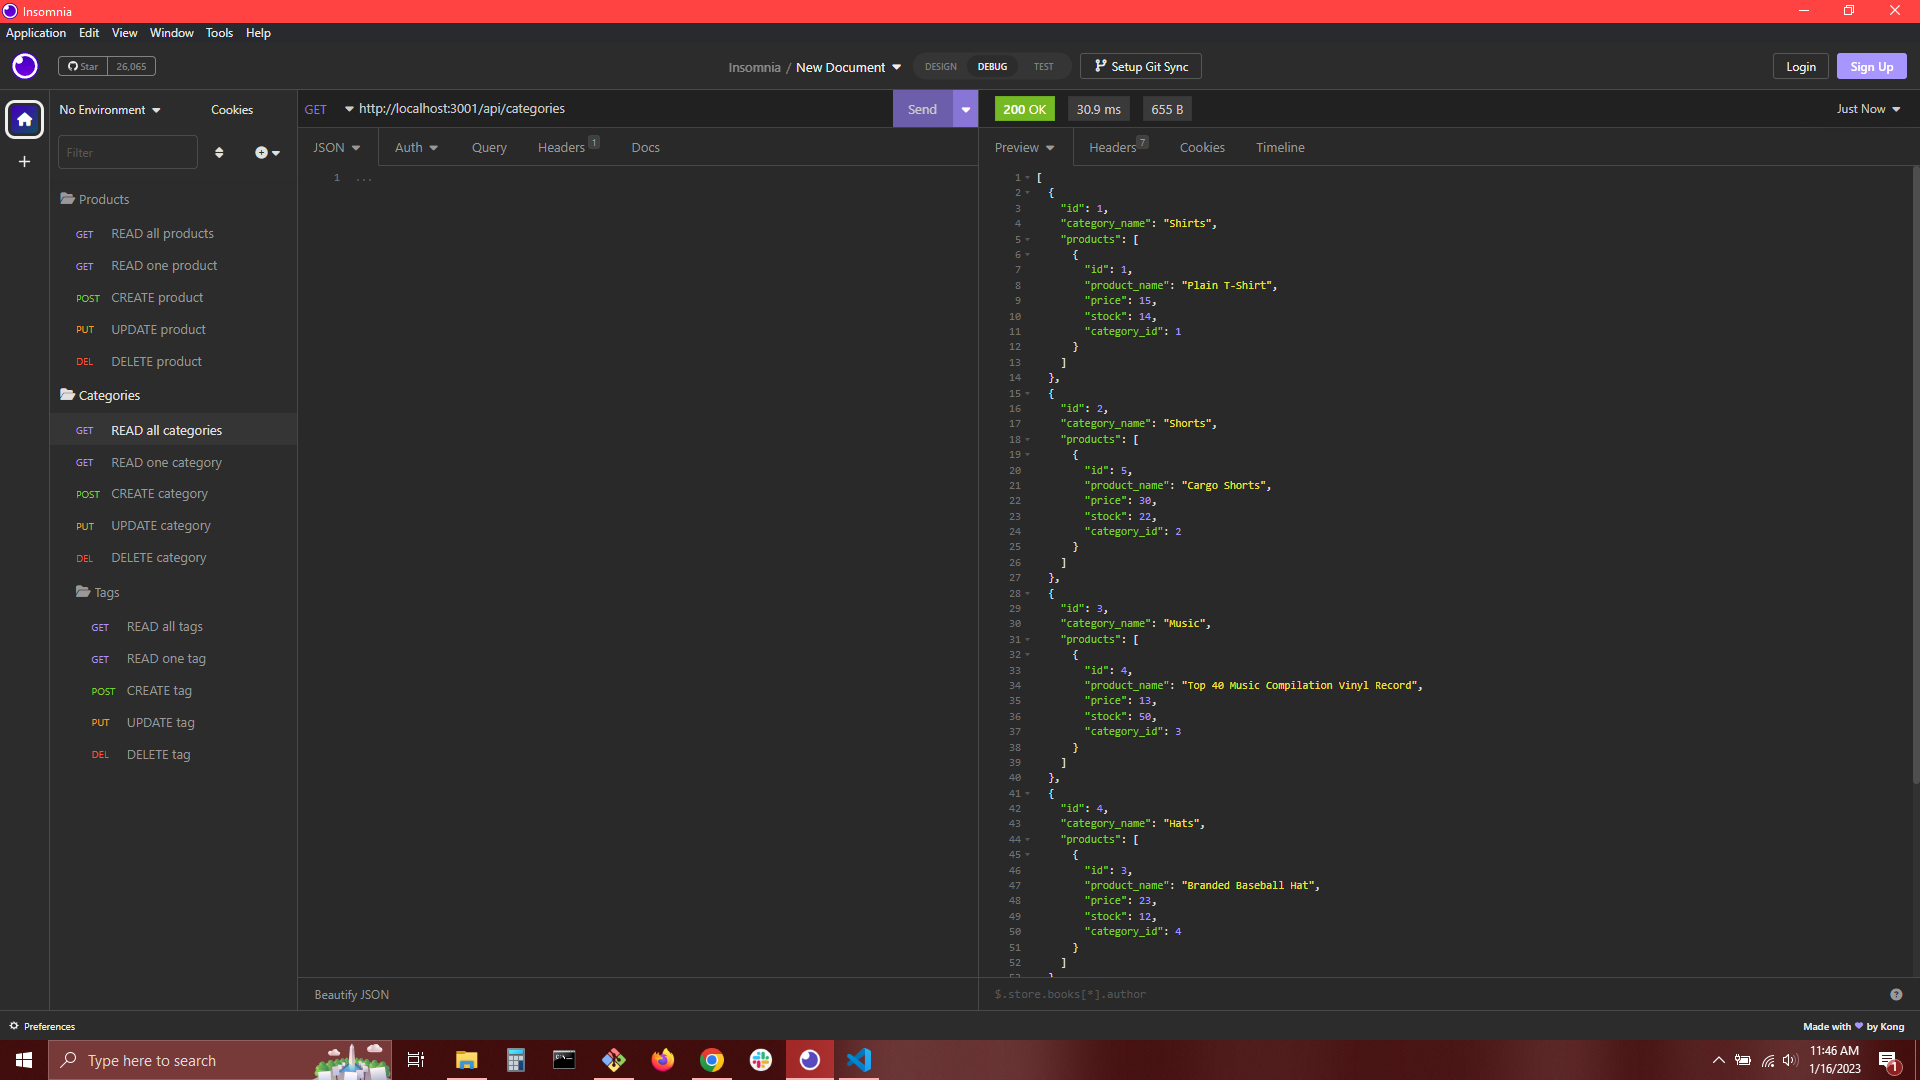 Insomnia
Application Edit View Window Tools Help
Star 26,065
Insomnia / New Document
DESIGN DEBUG TEST
Setup Git Sync
Login
Sign Up
No Environment
Cookies
Filter
Products
GET READ all products
GET READ one product
POST CREATE product
PUT UPDATE product
DEL DELETE product
Categories
GET READ all categories
GET READ one category
POST CREATE category
PUT UPDATE category
DEL DELETE category
Tags
GET READ all tags
GET READ one tag
POST CREATE tag
PUT UPDATE tag
DEL DELETE tag
GET http://localhost:3001/api/categories
Send
JSON Auth Query Headers 1 Docs
1 ...
Beautify JSON
200 OK 30.9 ms 655 B
Just Now
Preview Headers 7 Cookies Timeline
1 [
2 {
3 "id": 1,
4 "category_name": "Shirts",
5 "products": [
6 {
7 "id": 1,
8 "product_name": "Plain T-Shirt",
9 "price": 15,
10 "stock": 14,
11 "category_id": 1
12 }
13 ]
14 },
15 {
16 "id": 2,
17 "category_name": "Shorts",
18 "products": [
19 {
20 "id": 5,
21 "product_name": "Cargo Shorts",
22 "price": 30,
23 "stock": 22,
24 "category_id": 2
25 }
26 ]
27 },
28 {
29 "id": 3,
30 "category_name": "Music",
31 "products": [
32 {
33 "id": 4,
34 "product_name": "Top 40 Music Compilation Vinyl Record",
35 "price": 13,
36 "stock": 50,
37 "category_id": 3
38 }
39 ]
40 },
41 {
42 "id": 4,
43 "category_name": "Hats",
44 "products": [
45 {
46 "id": 3,
47 "product_name": "Branded Baseball Hat",
48 "price": 23,
49 "stock": 12,
50 "category_id": 4
51 }
52 ]
$.store.books[*].author
Preferences
Made with by Kong
Type here to search
11:46 AM
1/16/2023
1